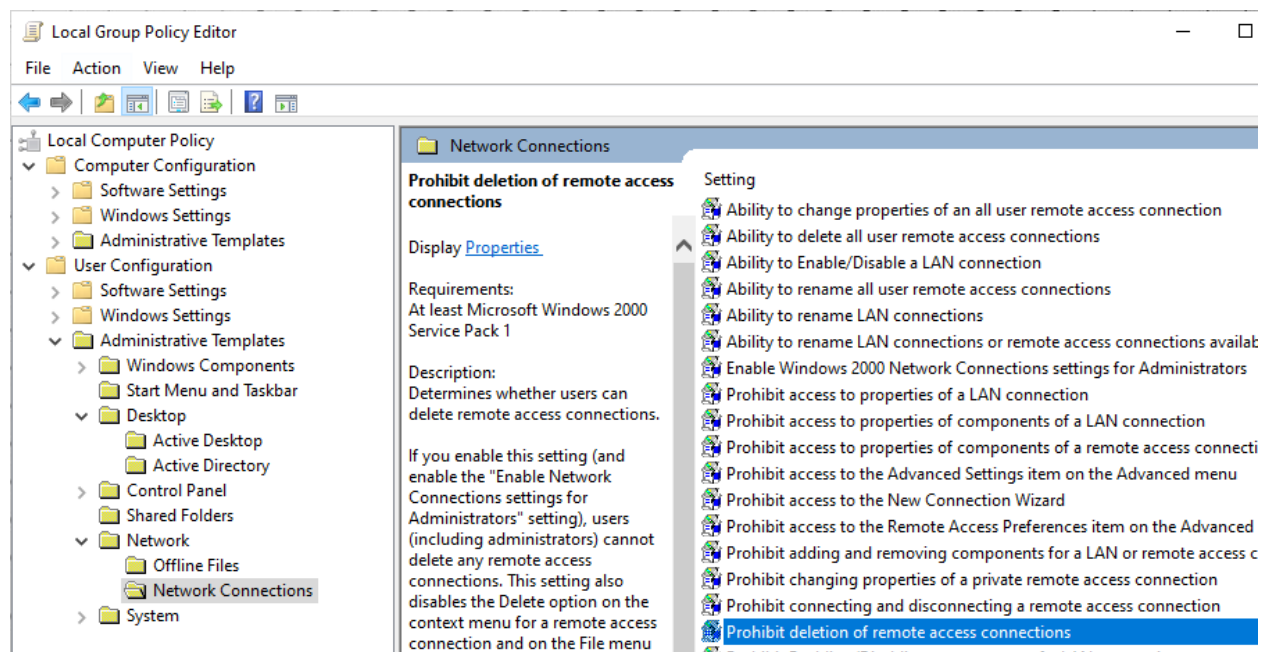 Local Group Policy Editor
File Action View Help
Local Computer Policy
Computer Configuration
Software Settings
Windows Settings
Administrative Templates
User Configuration
Software Settings
Windows Settings
Administrative Templates
Windows Components
Start Menu and Taskbar
Desktop
Active Desktop
Active Directory
Control Panel
Shared Folders
Network
Offline Files
Network Connections
System
Network Connections
Prohibit deletion of remote access
connections
Display Properties
Requirements:
At least Microsoft Windows 2000
Service Pack 1
Description:
Determines whether users can
delete remote access connections.
If you enable this setting (and
enable the "Enable Network
Connections settings for
Administrators" setting), users
(including administrators) cannot
delete any remote access
connections. This setting also
disables the Delete option on the
context menu for a remote access
connection and on the File menu
Setting
Ability to change properties of an all user remote access connection
Ability to delete all user remote access connections
Ability to Enable/Disable a LAN connection
Ability to rename all user remote access connections
Ability to rename LAN connections
Ability to rename LAN connections or remote access connections availab
Enable Windows 2000 Network Connections settings for Administrators
Prohibit access to properties of a LAN connection
Prohibit access to properties of components of a LAN connection
Prohibit access to properties of components of a remote access connecti
Prohibit access to the Advanced Settings item on the Advanced menu
Prohibit access to the New Connection Wizard
Prohibit access to the Remote Access Preferences item on the Advanced
Prohibit adding and removing components for a LAN or remote access c
Prohibit changing properties of a private remote access connection
Prohibit connecting and disconnecting a remote access connection
Prohibit deletion of remote access connections